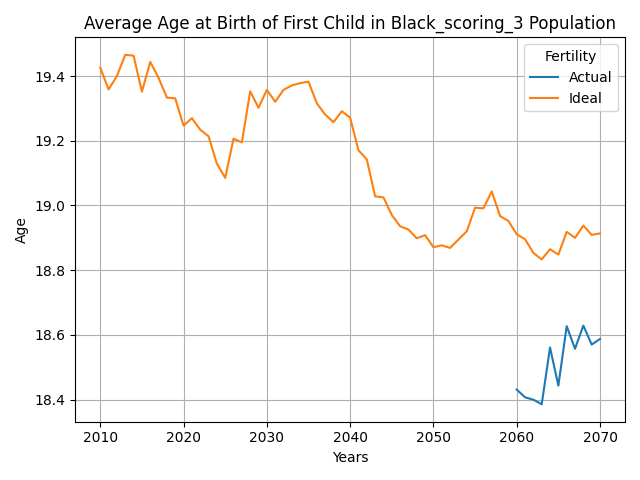 Average Age at Birth of First Child in Black_scoring_3 Population
Fertility
Actual
Ideal
19.4
19.2
19.0
18.8
18.6
18.4
Age
2010 2020 2030 2040 2050 2060 2070
Years